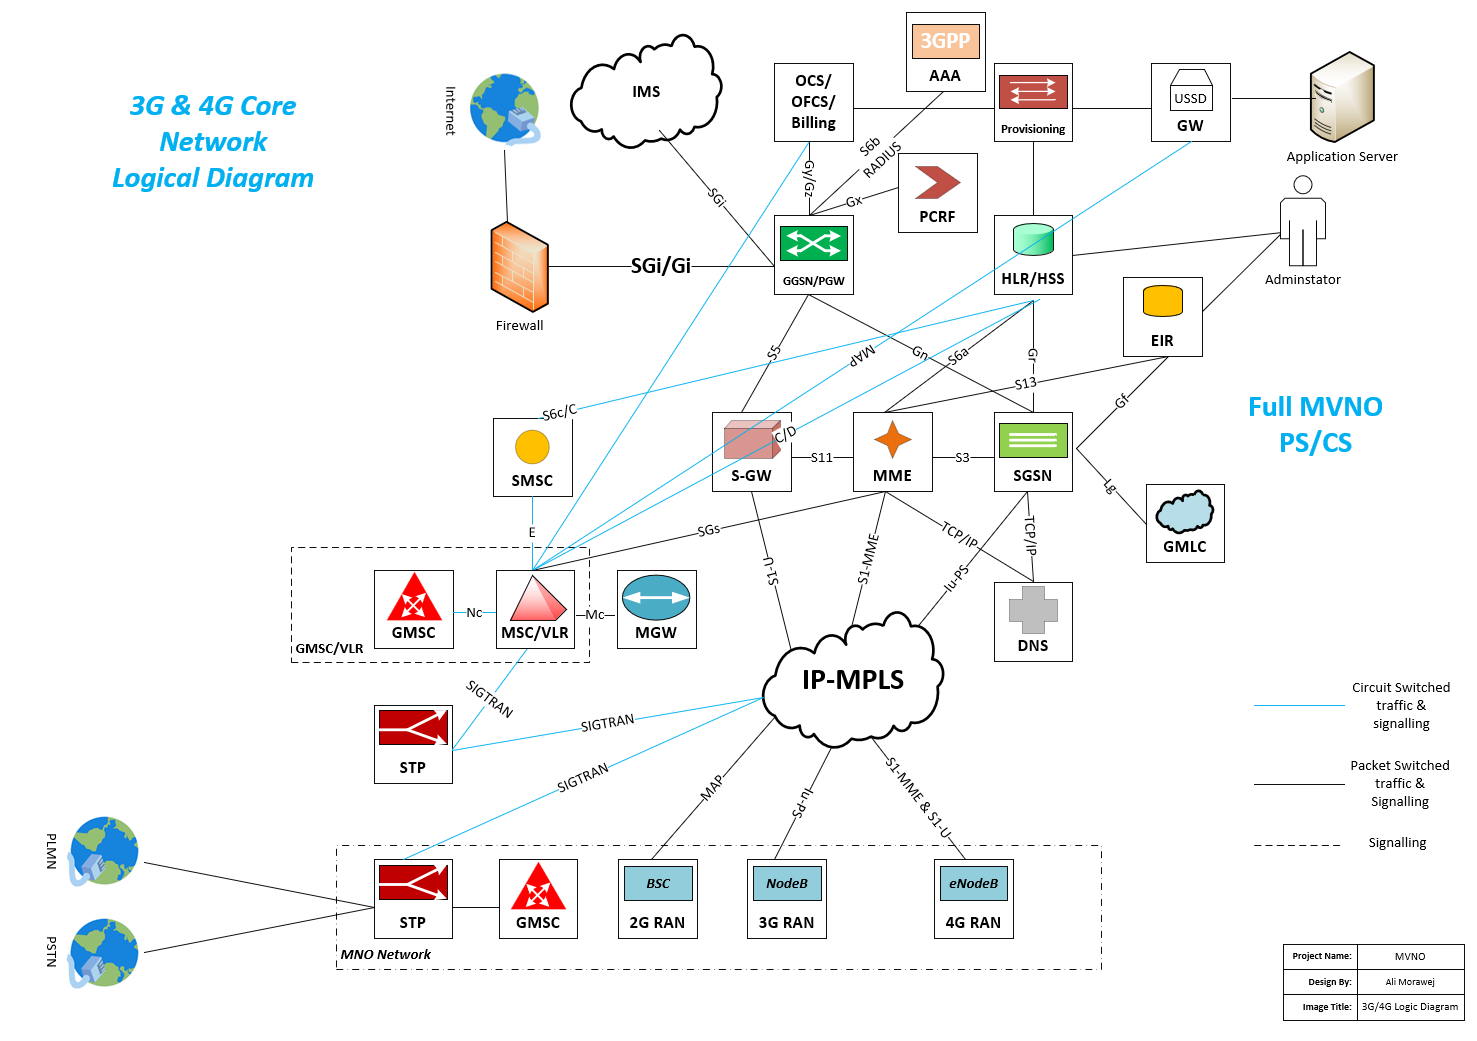 3G & 4G Core
Network
Logical Diagram
Internet
IMS
OCS/
OFCS/
Billing
3GPP
AAA
Provisioning
USSD
GW
Application Server
Gy/Gz
S6b
RADIUS
Gx
PCRF
SGi
SGi/Gi
Firewall
GGSN/PGW
HLR/HSS
Adminstator
EIR
S5
MAP
Gn
S6a
Gr
S13
Gf
Full MVNO
PS/CS
S6c/C
SMSC
C/D
S-GW
S11
MME
S3
SGSN
Lg
GMLC
E
SGs
S1-U
S1-MME
TCP/IP
TCP/IP
Iu-PS
DNS
GMSC
Nc
MSC/VLR
Mc
MGW
GMSC/VLR
IP-MPLS
SIGTRAN
SIGTRAN
SIGTRAN
STP
MAP
Iu-PS
S1-MME & S1-U
Circuit Switched
traffic &
signalling
Packet Switched
traffic &
Signalling
Signalling
PLMN
PSTN
STP
GMSC
BSC
2G RAN
NodeB
3G RAN
eNodeB
4G RAN
MNO Network
Project Name: MVNO
Design By: Ali Morawej
Image Title: 3G/4G Logic Diagram